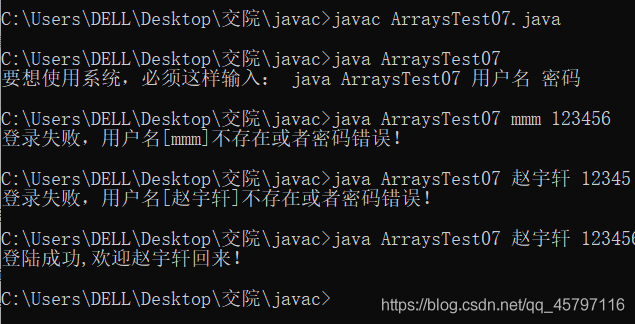 C:\Users\DELL\Desktop\交院\javac>javac ArraysTest07.java
C:\Users\DELL\Desktop\交院\javac>java ArraysTest07
要想使用系统，必须这样输入： java ArraysTest07 用户名 密码
C:\Users\DELL\Desktop\交院\javac>java ArraysTest07 mmm 123456
登录失败，用户名[mmm]不存在或者密码错误！
C:\Users\DELL\Desktop\交院\javac>java ArraysTest07 赵宇轩 12345
登录失败，用户名[赵宇轩]不存在或者密码错误！
C:\Users\DELL\Desktop\交院\javac>java ArraysTest07 赵宇轩 123456
登陆成功,欢迎赵宇轩回来！
C:\Users\DELL\Desktop\交院\javac>
https://blog.csdn.net/qq_45797116